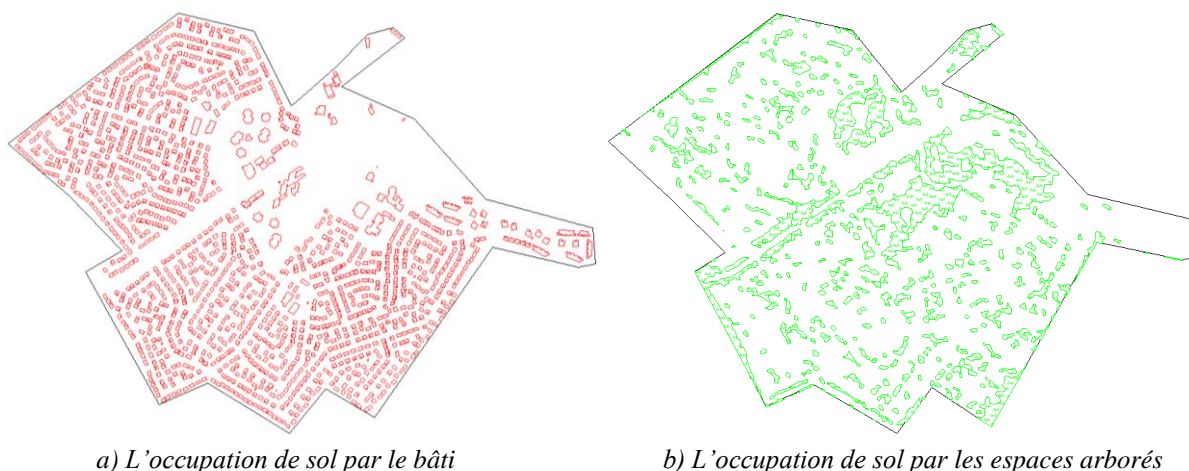 a) L’occupation de sol par le bâti
b) L’occupation de sol par les espaces arborés